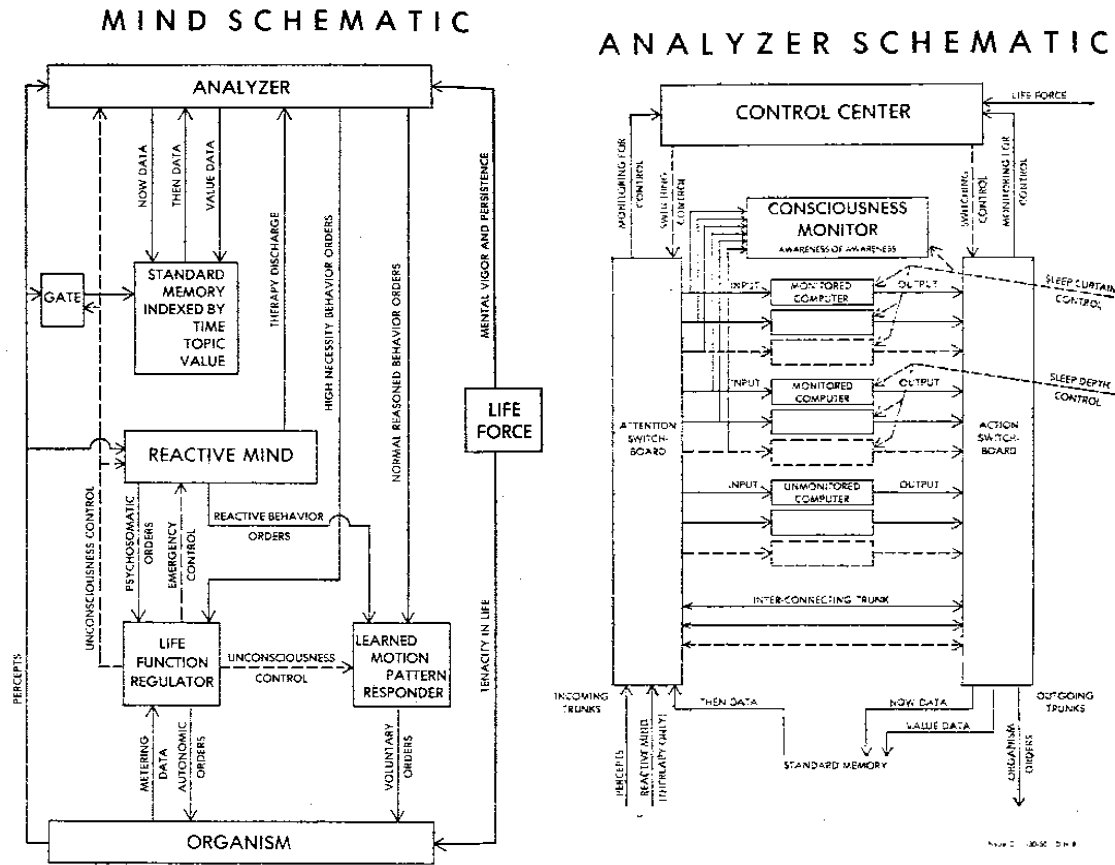 MIND SCHEMATIC
ANALYZER
NOW DATA
THEN DATA
VALUE DATA
THERAPY DISCHARGE
HIGH NECESSITY BEHAVIOR ORDERS
NORMAL REASONED BEHAVIOR ORDERS
MENTAL VIGOR AND PERSISTENCE
GATE
STANDARD
MEMORY
INDEXED BY
TIME
TOPIC
VALUE
LIFE
FORCE
REACTIVE MIND
UNCONSCIOUSNESS CONTROL
PSYCHOSOMATIC
ORDERS
EMERGENCY
CONTROL
REACTIVE BEHAVIOR
ORDERS
PERCEPTS
LIFE
FUNCTION
REGULATOR
UNCONSCIOUSNESS
CONTROL
LEARNED
MOTION
PATTERN
RESPONDER
TENACITY IN LIFE
METERING
DATA
AUTONOMIC
ORDERS
VOLUNTARY
ORDERS
ORGANISM
ANALYZER SCHEMATIC
LIFE FORCE
CONTROL CENTER
MONITORING FOR
CONTROL
SWITCHING
CONTROL
SWITCHING
CONTROL
MONITORING FOR
CONTROL
CONSCIOUSNESS
MONITOR
AWARENESS OF AWARENESS
INPUT
MONITORED
COMPUTER
OUTPUT
SLEEP CURTAIN
CONTROL
INPUT
MONITORED
COMPUTER
OUTPUT
SLEEP DEPTH
CONTROL
ATTENTION
SWITCH-
BOARD
ACTION
SWITCH-
BOARD
INPUT
UNMONITORED
COMPUTER
OUTPUT
INTER-CONNECTING TRUNK
INCOMING
TRUNKS
THEN DATA
NOW DATA
VALUE DATA
OUTGOING
TRUNKS
STANDARD MEMORY
PERCEPTS
REACTIVE MIND
(THERAPY ONLY)
ORGANISM
ORDERS